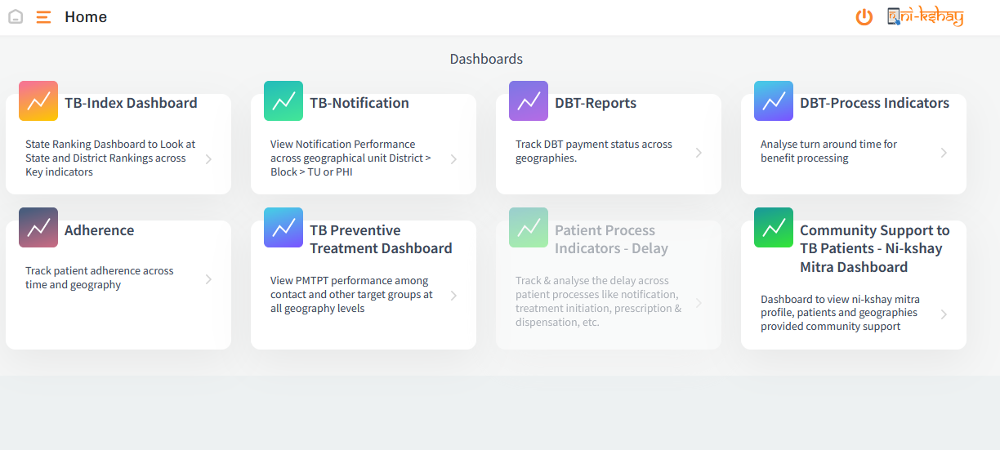 Home
ni-kshay
Dashboards
TB-Index Dashboard
State Ranking Dashboard to Look at
State and District Rankings across
Key indicators
TB-Notification
View Notification Performance
across geographical unit District >
Block > TU or PHI
DBT-Reports
Track DBT payment status across
geographies.
DBT-Process Indicators
Analyse turn around time for
benefit processing
Adherence
Track patient adherence across
time and geography
TB Preventive
Treatment Dashboard
View PMTPT performance among
contact and other target groups at
all geography levels
Patient Process
Indicators - Delay
Track & analyse the delay across
patient processes like notification,
treatment initiation, prescription &
dispensation, etc.
Community Support to
TB Patients - Ni-kshay
Mitra Dashboard
Dashboard to view ni-kshay mitra
profile, patients and geographies
provided community support